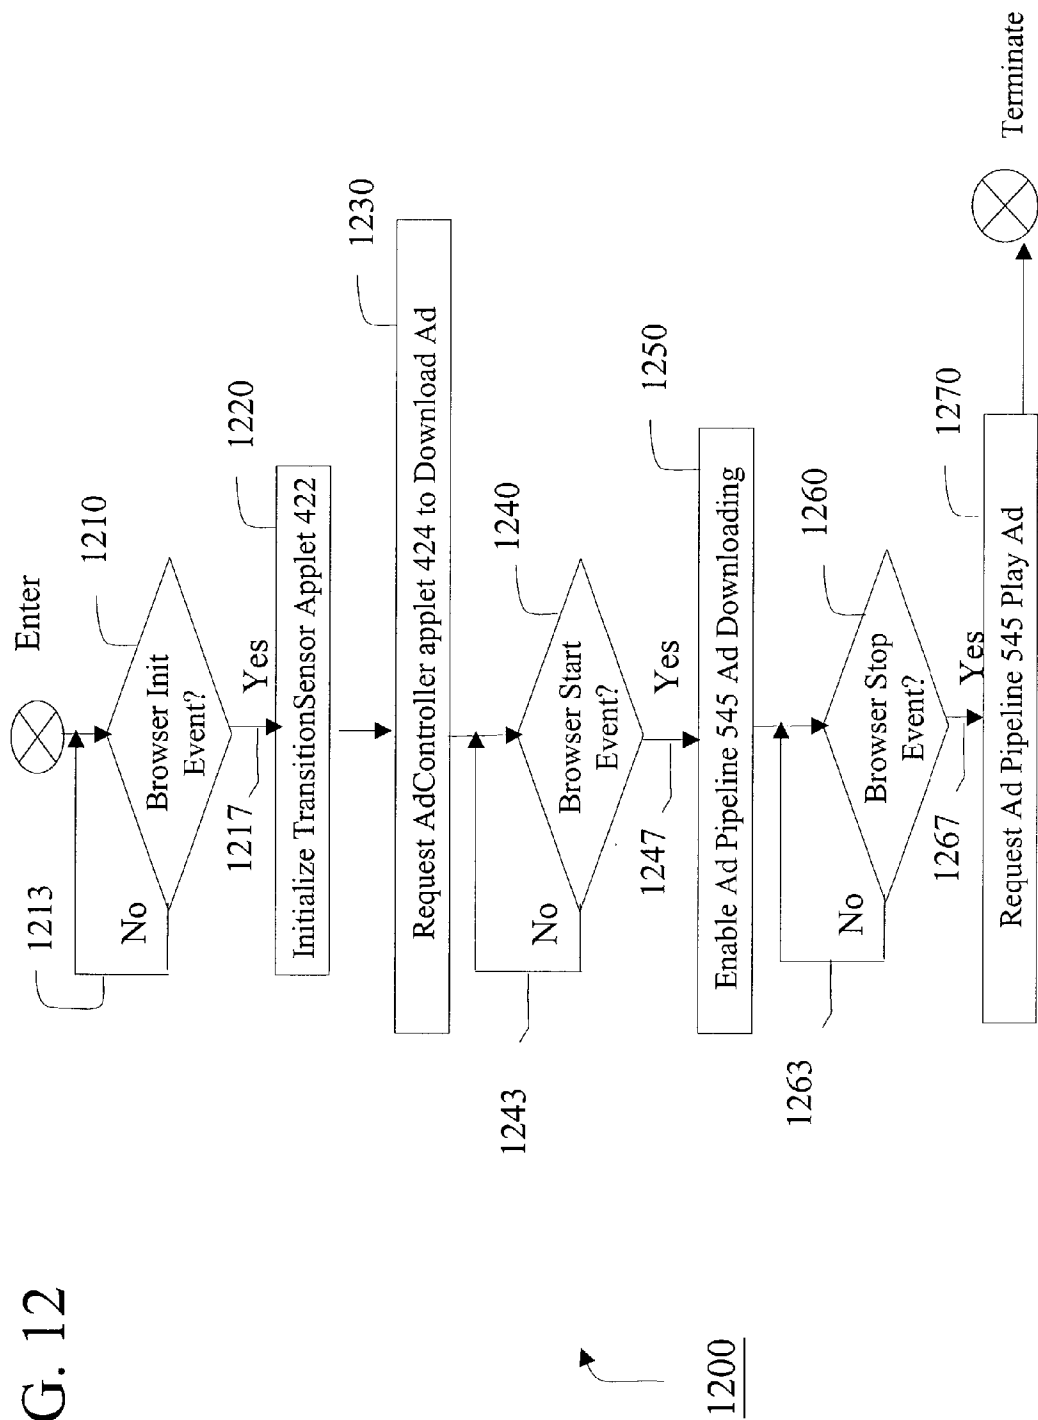 G. 12
1200
Enter
1210
Browser Init
Event?
1213
No
Yes
1217
1220
Initialize TransitionSensor Applet 422
1230
Request AdController applet 424 to Download Ad
1240
Browser Start
Event?
No
1243
Yes
1247
1250
Enable Ad Pipeline 545 Ad Downloading
1260
Browser Stop
Event?
No
1263
Yes
1267
1270
Request Ad Pipeline 545 Play Ad
Terminate